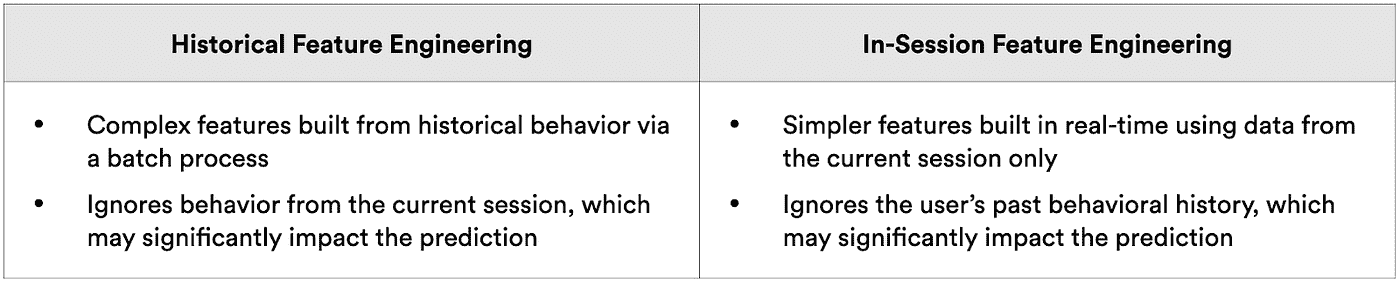 Historical Feature Engineering
In-Session Feature Engineering
• Complex features built from historical behavior via
a batch process
• Ignores behavior from the current session, which
may significantly impact the prediction
• Simpler features built in real-time using data from
the current session only
• Ignores the user’s past behavioral history, which
may significantly impact the prediction